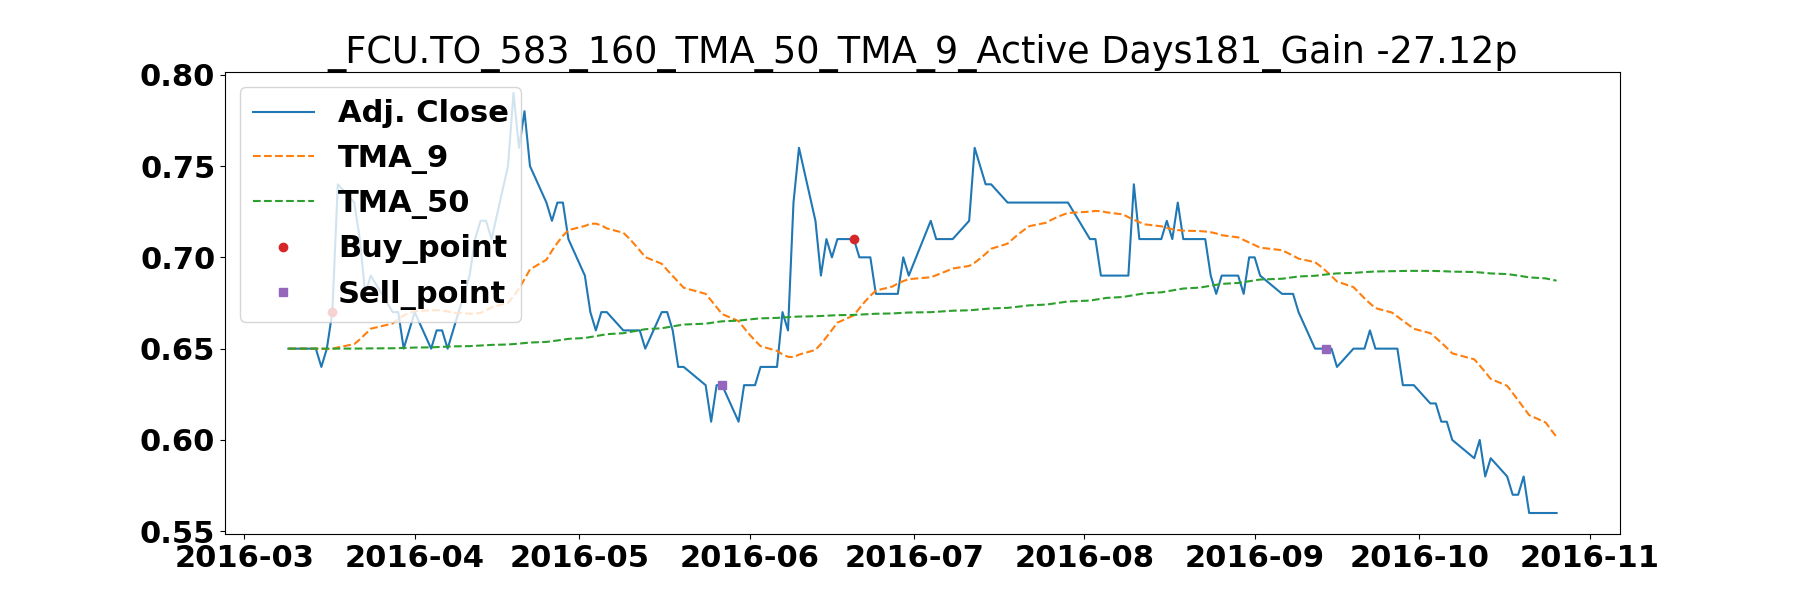 _FCU.TO_583_160_TMA_50_TMA_9_Active Days181_Gain -27.12p
0.80
0.75
0.70
0.65
0.60
0.55
Adj. Close
TMA_9
TMA_50
Buy_point
Sell_point
2016-03 2016-04 2016-05 2016-06 2016-07 2016-08 2016-09 2016-10 2016-11